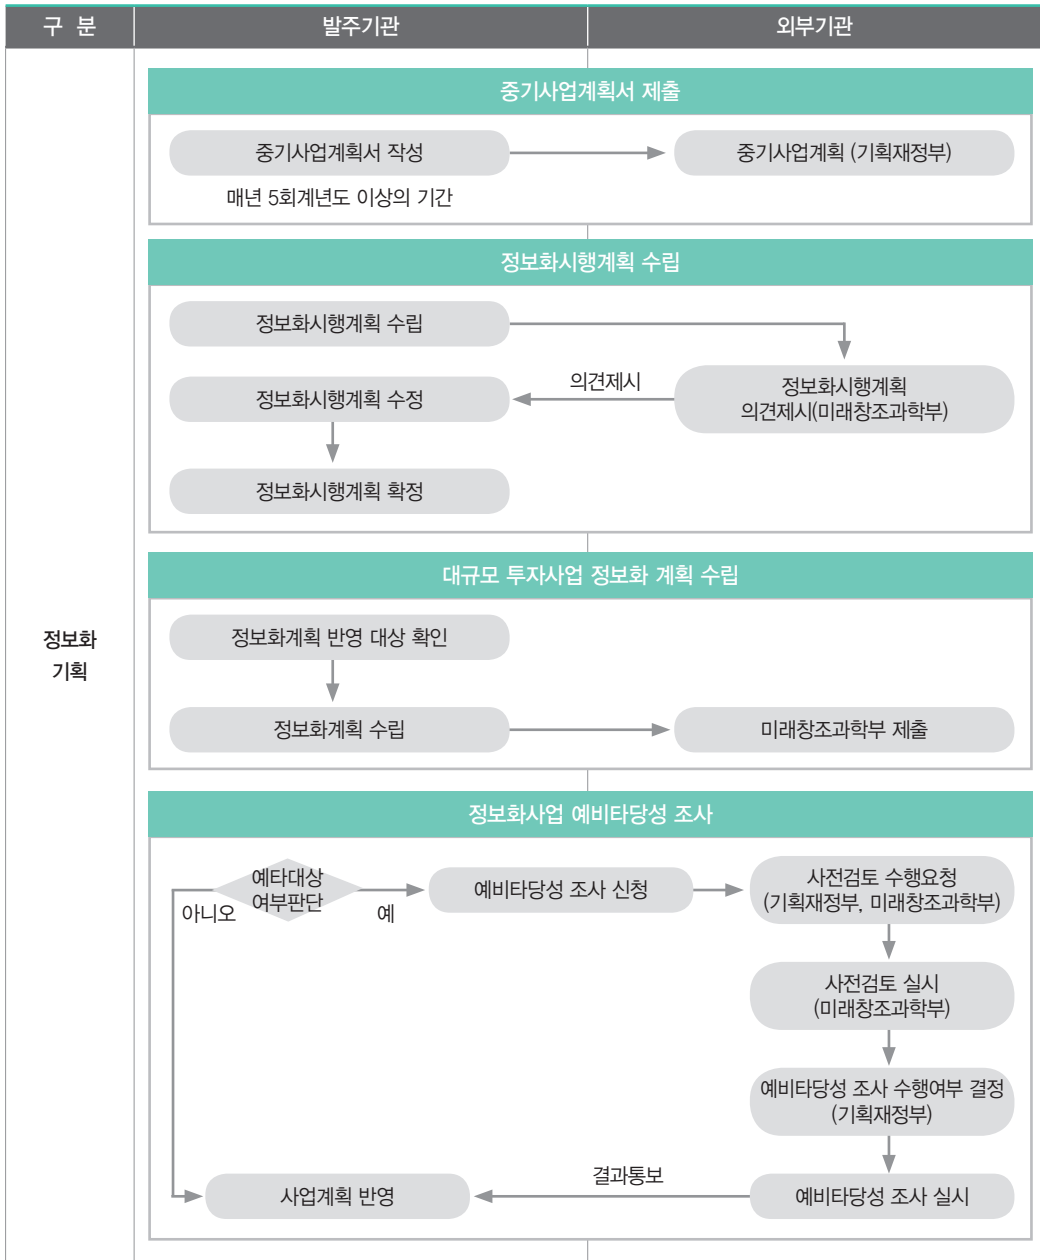 구 분
발주기관
외부기관
정보화
기획
중기사업계획서 제출
중기사업계획서 작성
중기사업계획 (기획재정부)
매년 5회계년도 이상의 기간
정보화시행계획 수립
정보화시행계획 수립
의견제시
정보화시행계획
의견제시(미래창조과학부)
정보화시행계획 수정
정보화시행계획 확정
대규모 투자사업 정보화 계획 수립
정보화계획 반영 대상 확인
정보화계획 수립
미래창조과학부 제출
정보화사업 예비타당성 조사
예타대상
여부판단
아니오
예
예비타당성 조사 신청
사전검토 수행요청
(기획재정부, 미래창조과학부)
사전검토 실시
(미래창조과학부)
예비타당성 조사 수행여부 결정
(기획재정부)
예비타당성 조사 실시
결과통보
사업계획 반영